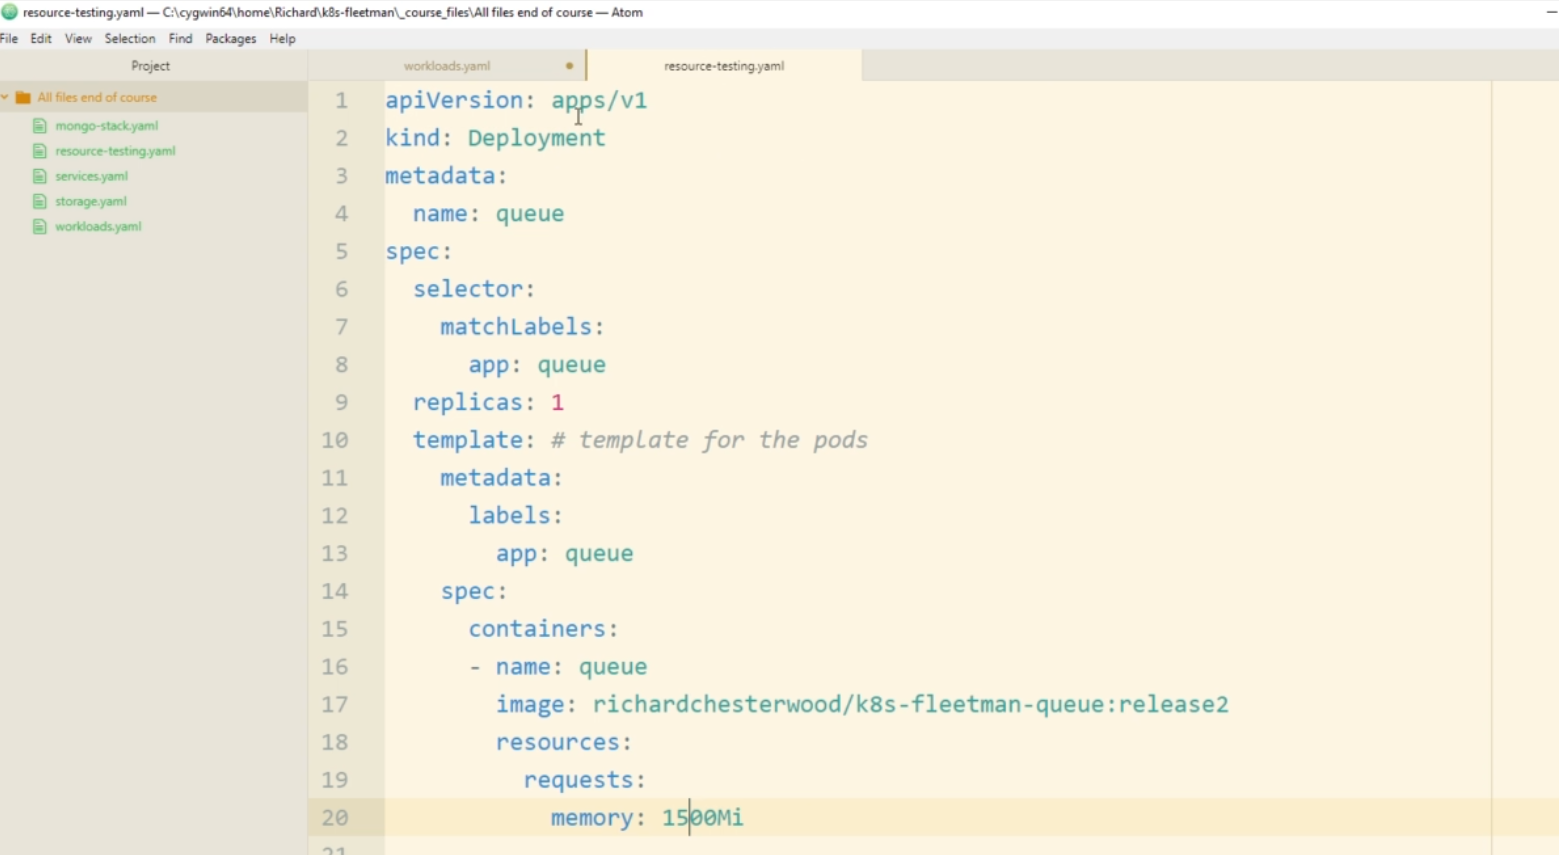 resource-testing.yaml — C:\cygwin64\home\Richard\k8s-fleetman\_course_files\All files end of course — Atom
File Edit View Selection Find Packages Help
Project
All files end of course
mongo-stack.yaml
resource-testing.yaml
services.yaml
storage.yaml
workloads.yaml
workloads.yaml
resource-testing.yaml
1 apiVersion: apps/v1
2 kind: Deployment
3 metadata:
4   name: queue
5 spec:
6   selector:
7     matchLabels:
8       app: queue
9   replicas: 1
10   template: # template for the pods
11     metadata:
12       labels:
13         app: queue
14     spec:
15       containers:
16       - name: queue
17         image: richardchesterwood/k8s-fleetman-queue:release2
18         resources:
19           requests:
20             memory: 1500Mi
21